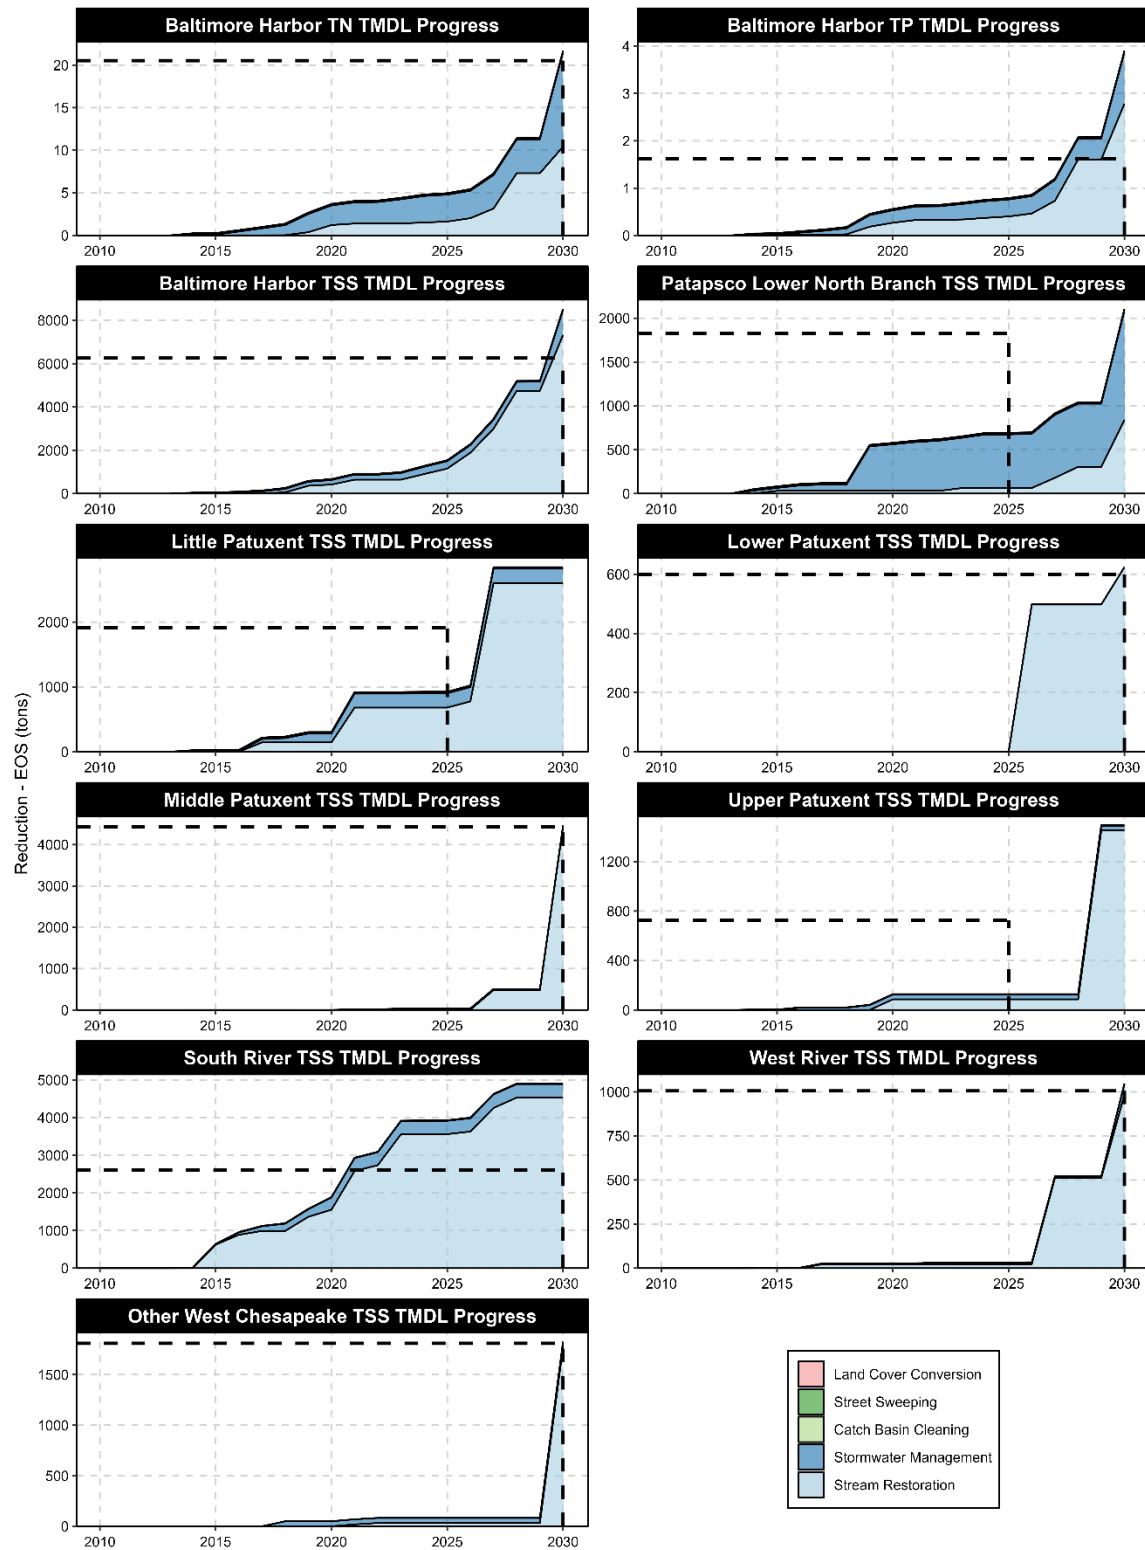 Baltimore Harbor TN TMDL Progress
20
15
10
5
0
2010 2015 2020 2025 2030
Baltimore Harbor TP TMDL Progress
4
3
2
1
0
2010 2015 2020 2025 2030
Baltimore Harbor TSS TMDL Progress
8000
6000
4000
2000
0
2010 2015 2020 2025 2030
Patapsco Lower North Branch TSS TMDL Progress
2000
1500
1000
500
0
2010 2015 2020 2025 2030
Reduction - EOS (tons)
Little Patuxent TSS TMDL Progress
2000
1000
0
2010 2015 2020 2025 2030
Lower Patuxent TSS TMDL Progress
600
400
200
0
2010 2015 2020 2025 2030
Middle Patuxent TSS TMDL Progress
4000
3000
2000
1000
0
2010 2015 2020 2025 2030
Upper Patuxent TSS TMDL Progress
1200
800
400
0
2010 2015 2020 2025 2030
South River TSS TMDL Progress
5000
4000
3000
2000
1000
0
2010 2015 2020 2025 2030
West River TSS TMDL Progress
1000
750
500
250
0
2010 2015 2020 2025 2030
Other West Chesapeake TSS TMDL Progress
1500
1000
500
0
2010 2015 2020 2025 2030
Land Cover Conversion
Street Sweeping
Catch Basin Cleaning
Stormwater Management
Stream Restoration